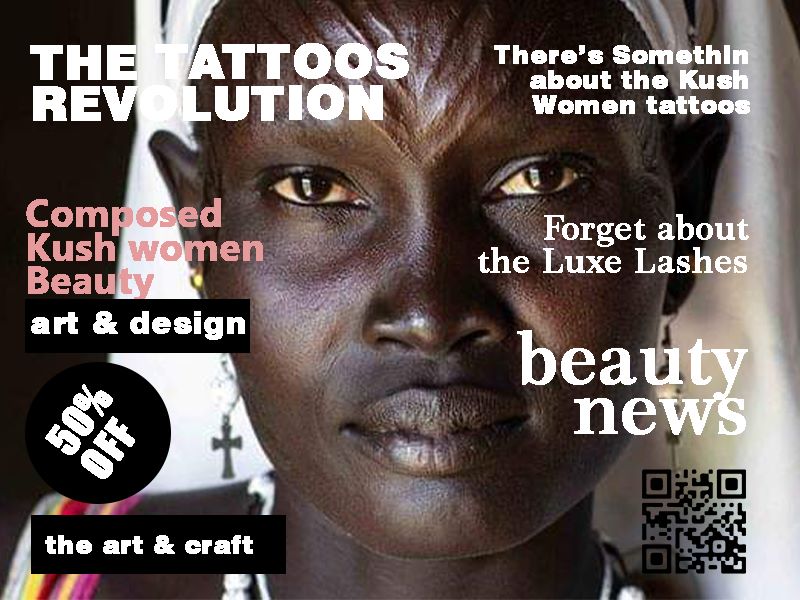 THE TATTOOS
REVOLUTION
There's Somethin
about the Kush
Women tattoos
Composed
Kush women
Beauty
art & design
Forget about
the Luxe Lashes
beauty
news
50%
OFF
the art & craft